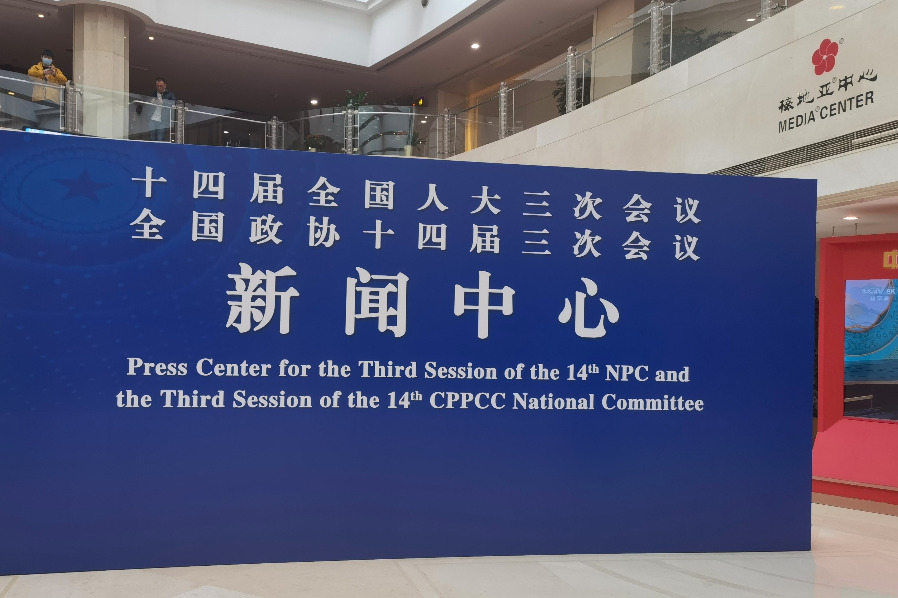 十四届全国人大三次会议
全国政协十四届三次会议
新闻中心
Press Center for the Third Session of the 14th NPC and
the Third Session of the 14th CPPCC National Committee
梅地亚中心
MEDIA CENTER